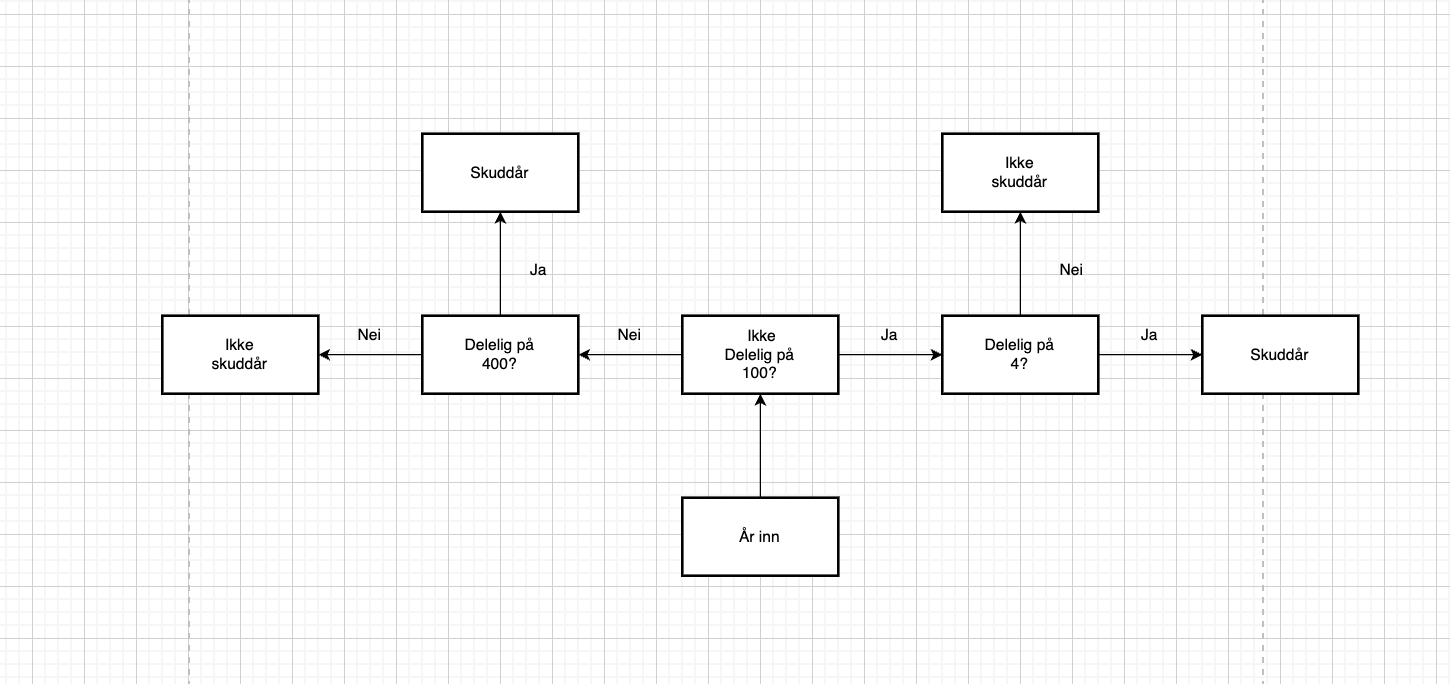 Skuddår
Ikke
skuddår
Ja
Nei
Ikke
skuddår
Nei
Delelig på
400?
Nei
Ikke
Delelig på
100?
Ja
Delelig på
4?
Ja
Skuddår
År inn